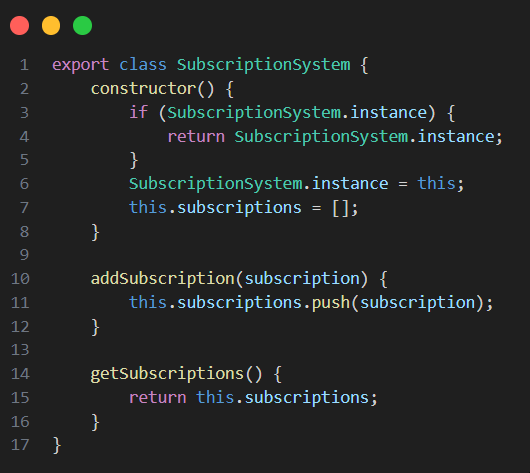 1 export class SubscriptionSystem {
2     constructor() {
3         if (SubscriptionSystem.instance) {
4             return SubscriptionSystem.instance;
5         }
6         SubscriptionSystem.instance = this;
7         this.subscriptions = [];
8     }
9
10     addSubscription(subscription) {
11         this.subscriptions.push(subscription);
12     }
13
14     getSubscriptions() {
15         return this.subscriptions;
16     }
17 }